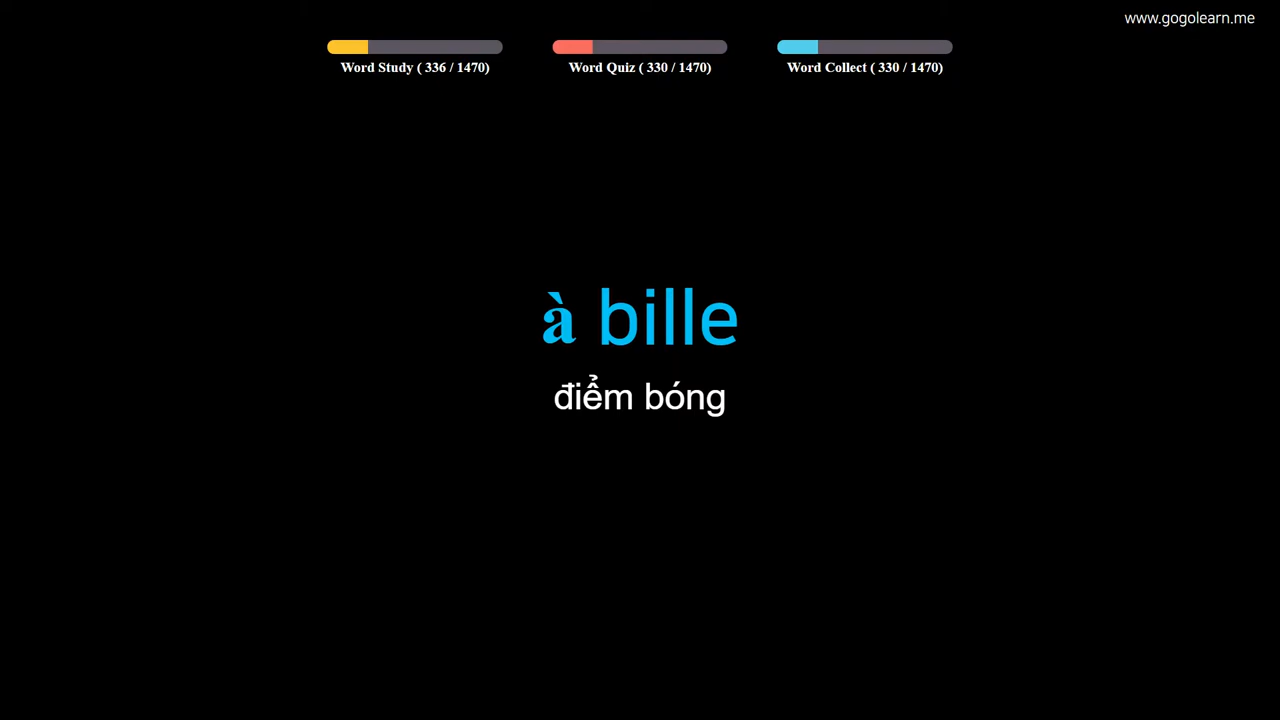 www.gogolearn.me
Word Study ( 336 / 1470)
Word Quiz ( 330 / 1470)
Word Collect ( 330 / 1470)
à bille
điểm bóng